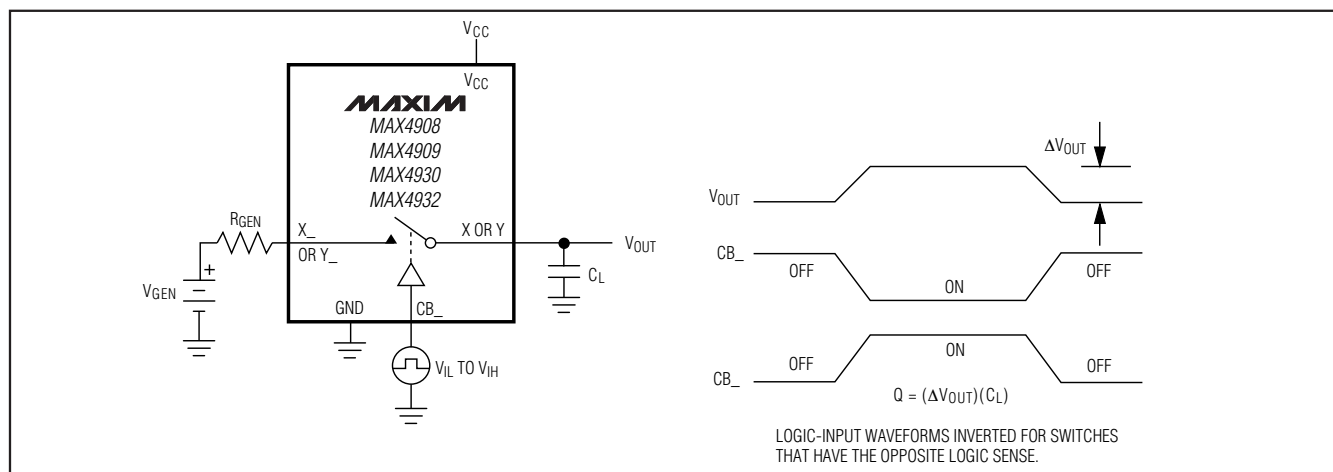 VCC
VCC
MAXIM
MAX4908
MAX4909
MAX4930
MAX4932
RGEN
X_
OR Y_
X OR Y
VOUT
VGEN
+
CL
GND
CB_
VIL TO VIH
ΔVOUT
VOUT
CB_
OFF
ON
OFF
CB_
OFF
ON
OFF
Q = (ΔVOUT)(CL)
LOGIC-INPUT WAVEFORMS INVERTED FOR SWITCHES
THAT HAVE THE OPPOSITE LOGIC SENSE.